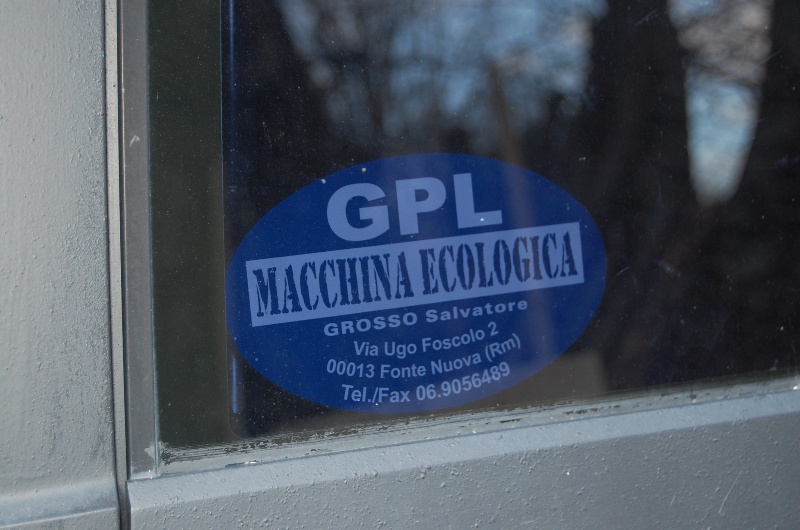 GPL
MACCHINA ECOLOGICA
GROSSO Salvatore
Via Ugo Foscolo 2
00013 Fonte Nuova (Rm)
Tel./Fax 06.9056489